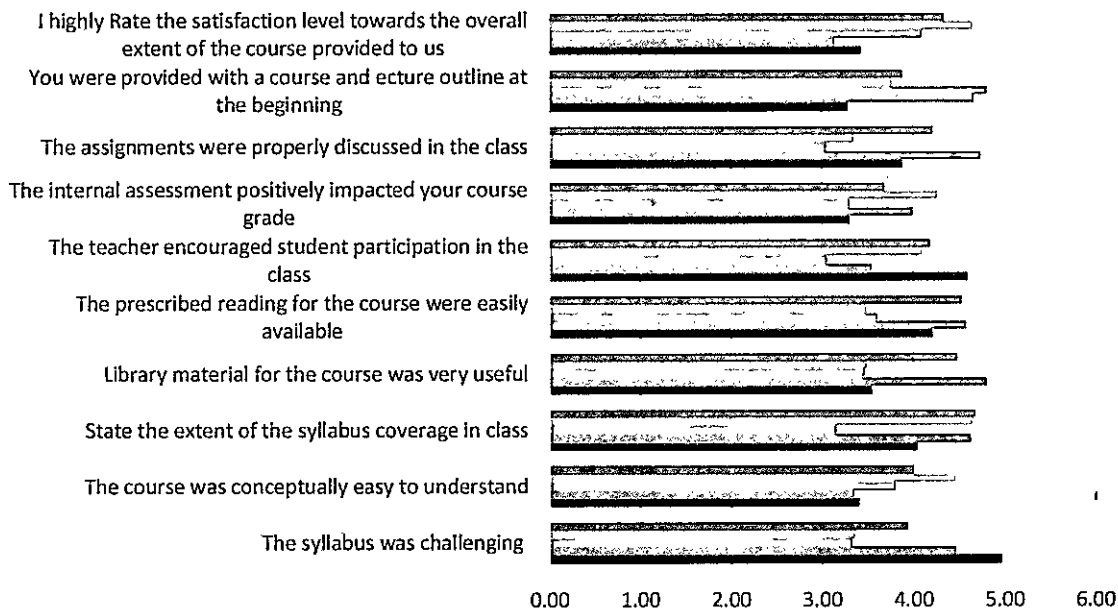 I highly Rate the satisfaction level towards the overall
extent of the course provided to us
You were provided with a course and ecture outline at
the beginning
The assignments were properly discussed in the class
The internal assessment positively impacted your course
grade
The teacher encouraged student participation in the
class
The prescribed reading for the course were easily
available
Library material for the course was very useful
State the extent of the syllabus coverage in class
The course was conceptually easy to understand
The syllabus was challenging
0.00 1.00 2.00 3.00 4.00 5.00 6.00